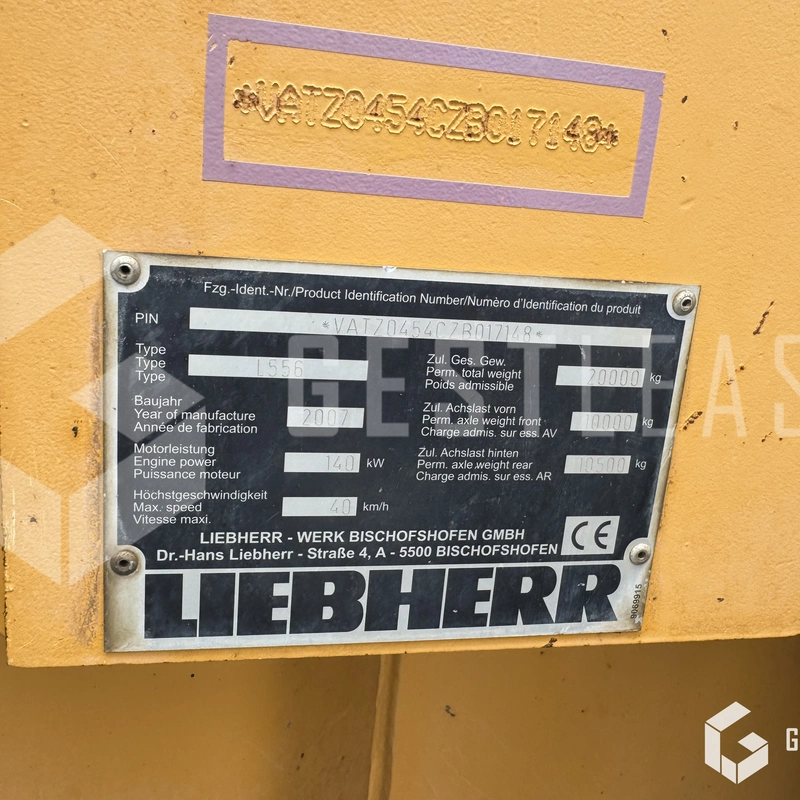 *VATZ0454CZB017148*
Fzg.-Ident.-Nr./Product Identification Number/Numéro d'Identification du produit
PIN *VATZ0454CZB017148*
Type
Type L556
Type
Baujahr
Year of manufacture 2007
Année de fabrication
Motorleistung
Engine power 140 kW
Puissance moteur
Höchstgeschwindigkeit
Max. speed 40 km/h
Vitesse maxi.
Zul. Ges. Gew.
Perm. total weight 20000 kg
Poids admissible
Zul. Achslast vorn
Perm. axle weight front 10000 kg
Charge admis. sur ess. AV
Zul. Achslast hinten
Perm. axle weight rear 10500 kg
Charge admis. sur ess. AR
LIEBHERR - WERK BISCHOFSHOFEN GMBH
Dr.-Hans Liebherr - Straße 4, A - 5500 BISCHOFSHOFEN
CE
LIEBHERR
8069915
GESTLEAS
G